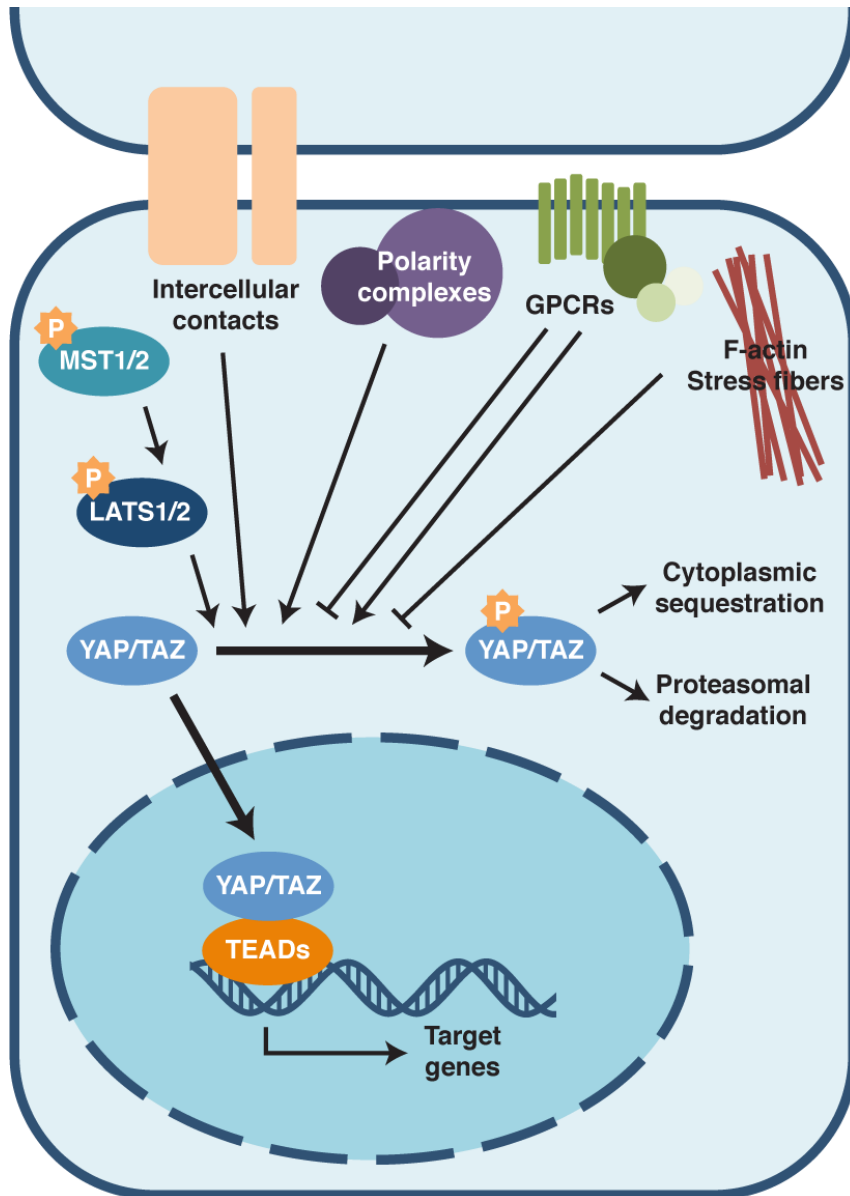 Polarity
complexes
Intercellular
contacts
GPCRs
P
MST1/2
F-actin
Stress fibers
P
LATS1/2
Cytoplasmic
sequestration
P
YAP/TAZ
YAP/TAZ
Proteasomal
degradation
YAP/TAZ
TEADs
Target
genes